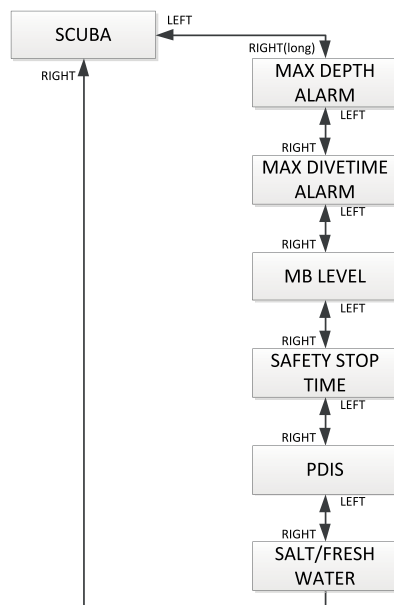 SCUBA
LEFT
RIGHT(long)
RIGHT
MAX DEPTH
ALARM
LEFT
RIGHT
MAX DIVETIME
ALARM
LEFT
RIGHT
MB LEVEL
LEFT
RIGHT
SAFETY STOP
TIME
LEFT
RIGHT
PDIS
LEFT
RIGHT
SALT/FRESH
WATER